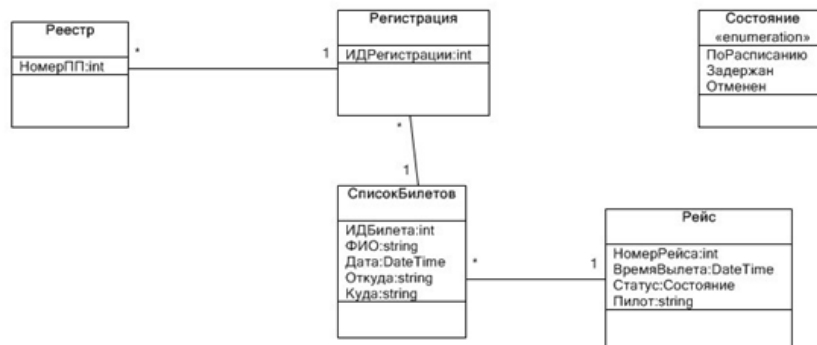 Реестр
НомерПП:int
*
1
Регистрация
ИДРегистрации:int
Состояние
«enumeration»
ПоРасписанию
Задержан
Отменен
*
1
СписокБилетов
ИДБилета:int
ФИО:string
Дата:DateTime
Откуда:string
Куда:string
*
1
Рейс
НомерРейса:int
ВремяВылета:DateTime
Статус:Состояние
Пилот:string